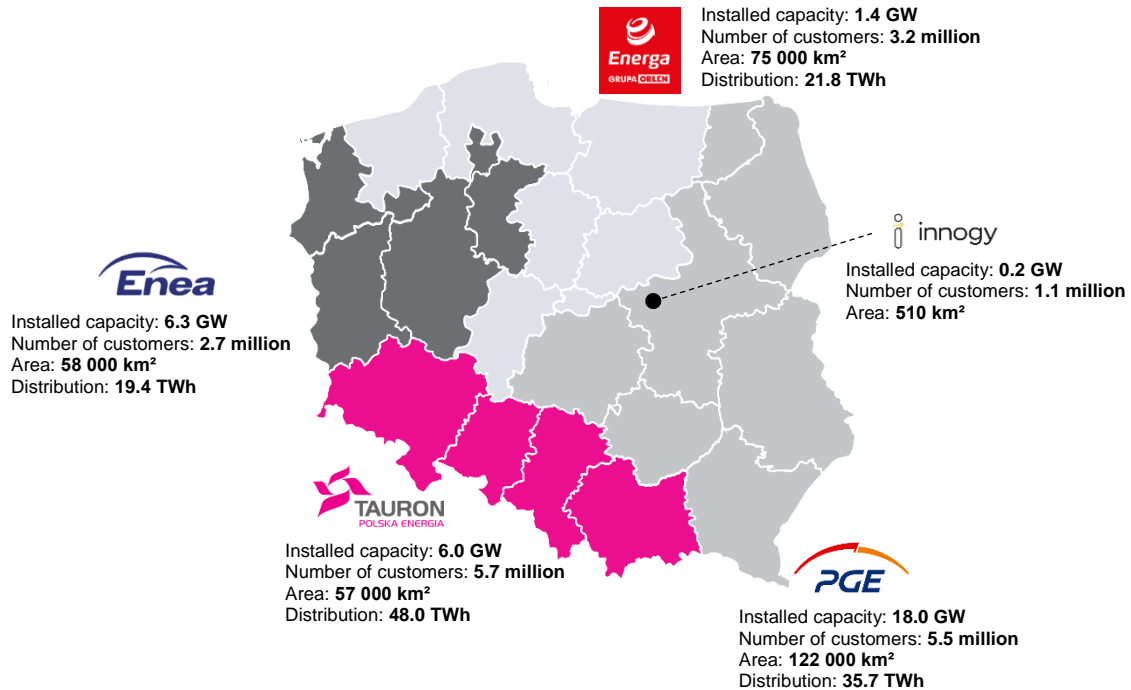 Energa
GRUPA ORLEN
Installed capacity: 1.4 GW
Number of customers: 3.2 million
Area: 75 000 km²
Distribution: 21.8 TWh
innogy
Installed capacity: 0.2 GW
Number of customers: 1.1 million
Area: 510 km²
Enea
Installed capacity: 6.3 GW
Number of customers: 2.7 million
Area: 58 000 km²
Distribution: 19.4 TWh
TAURON
POLSKA ENERGIA
Installed capacity: 6.0 GW
Number of customers: 5.7 million
Area: 57 000 km²
Distribution: 48.0 TWh
PGE
Installed capacity: 18.0 GW
Number of customers: 5.5 million
Area: 122 000 km²
Distribution: 35.7 TWh